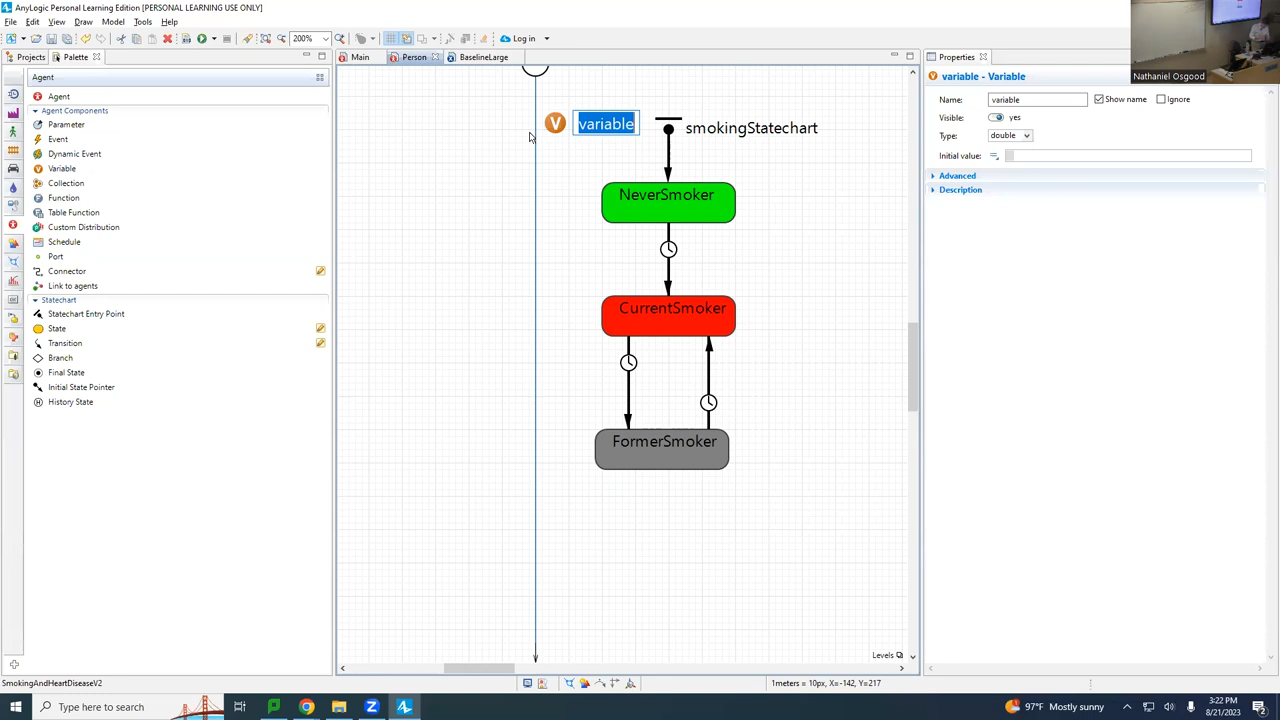 AnyLogic Personal Learning Edition [PERSONAL LEARNING USE ONLY]
File Edit View Draw Model Tools Help
200% Log in
Projects Palette
Main Person BaselineLarge
Properties
Agent
Agent
Agent Components
Parameter
Event
Dynamic Event
Variable
Collection
Function
Table Function
Custom Distribution
Schedule
Port
Connector
Link to agents
Statechart
Statechart Entry Point
State
Transition
Branch
Final State
Initial State Pointer
History State
V variable
smokingStatechart
NeverSmoker
CurrentSmoker
FormerSmoker
Levels
variable - Variable
Name: variable Show name Ignore
Visible: yes
Type: double
Initial value:
Advanced
Description
Nathaniel Osgood
SmokingAndHeartDiseaseV2
1meters = 10px, X=-142, Y=217
Type here to search
97°F Mostly sunny
3:22 PM
8/21/2023
2